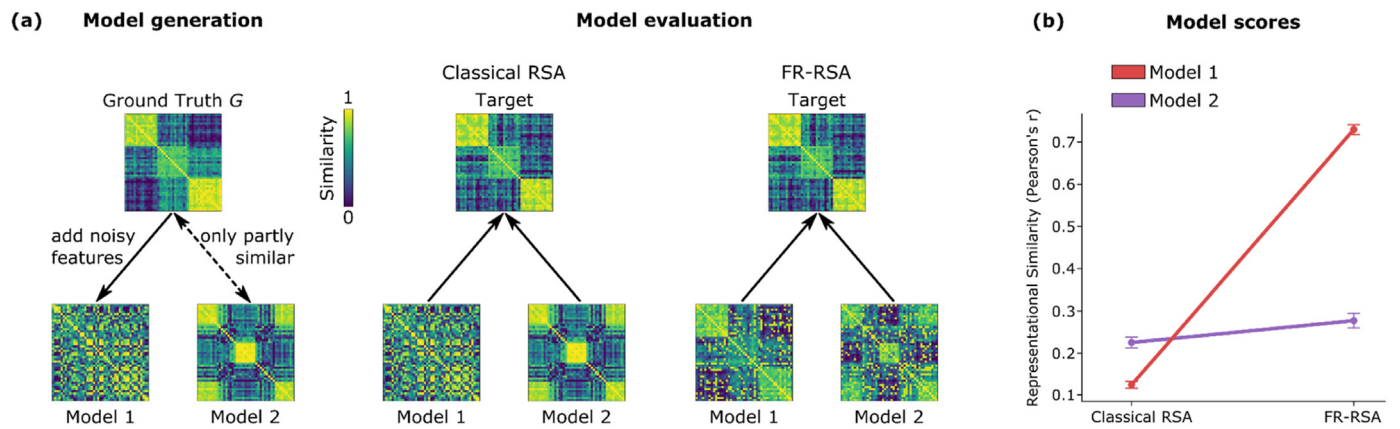 (a) Model generation
Ground Truth G
1
Similarity
0
add noisy
features
only partly
similar
Model 1
Model 2
Model evaluation
Classical RSA
Target
Model 1
Model 2
FR-RSA
Target
Model 1
Model 2
(b) Model scores
Model 1
Model 2
Representational Similarity (Pearson's r)
0.7
0.6
0.5
0.4
0.3
0.2
0.1
Classical RSA
FR-RSA